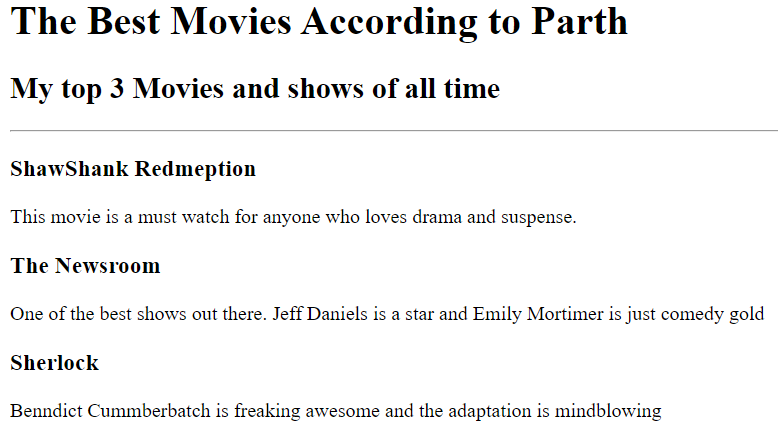 The Best Movies According to Parth
My top 3 Movies and shows of all time
ShawShank Redmeption
This movie is a must watch for anyone who loves drama and suspense.
The Newsroom
One of the best shows out there. Jeff Daniels is a star and Emily Mortimer is just comedy gold
Sherlock
Benndict Cummberbatch is freaking awesome and the adaptation is mindblowing